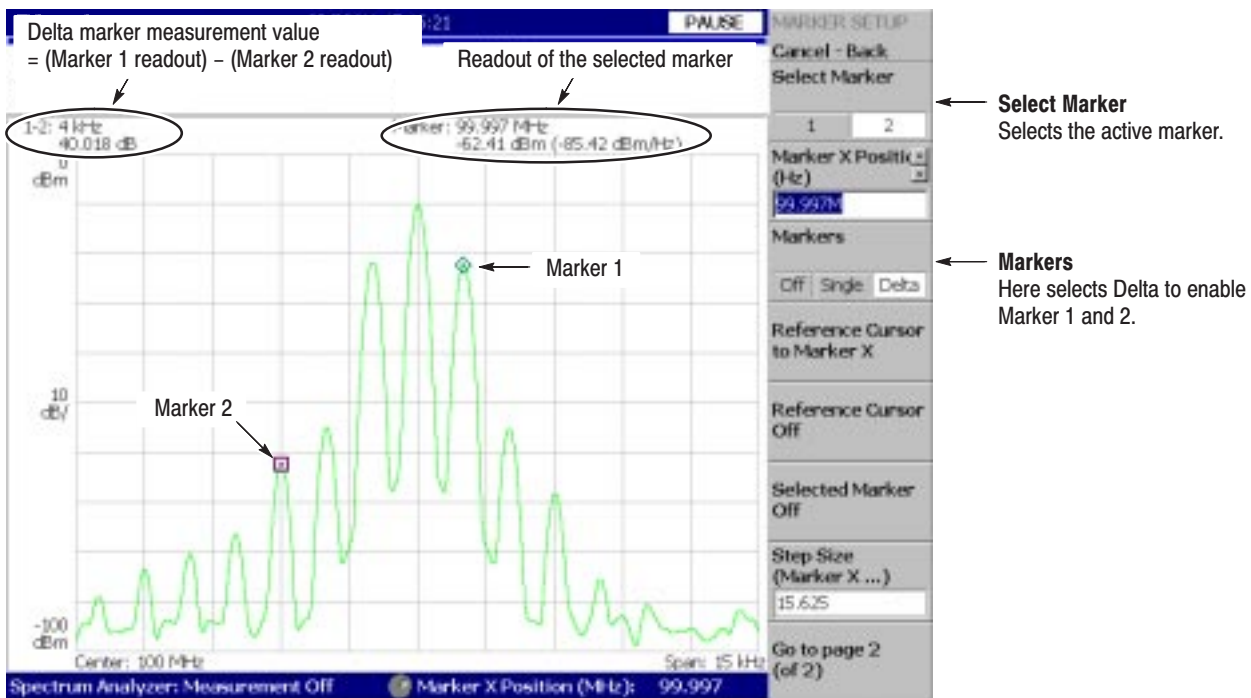 :21
PAUSE
Delta marker measurement value
= (Marker 1 readout) – (Marker 2 readout)
Readout of the selected marker
1-2: 4 kHz
40.018 dB
Marker: 99.997 MHz
-62.41 dBm (-85.42 dBm/Hz)
0
dBm
Marker 1
10
dB/
Marker 2
-100
dBm
Center: 100 MHz
Span: 15 kHz
Spectrum Analyzer: Measurement Off
Marker X Position (MHz): 99.997
MARKER SETUP
Cancel - Back
Select Marker
1 2
Marker X Position
(Hz)
99.997M
Markers
Off Single Delta
Reference Cursor
to Marker X
Reference Cursor
Off
Selected Marker
Off
Step Size
(Marker X ...)
15.625
Go to page 2
(of 2)
Select Marker
Selects the active marker.
Markers
Here selects Delta to enable
Marker 1 and 2.